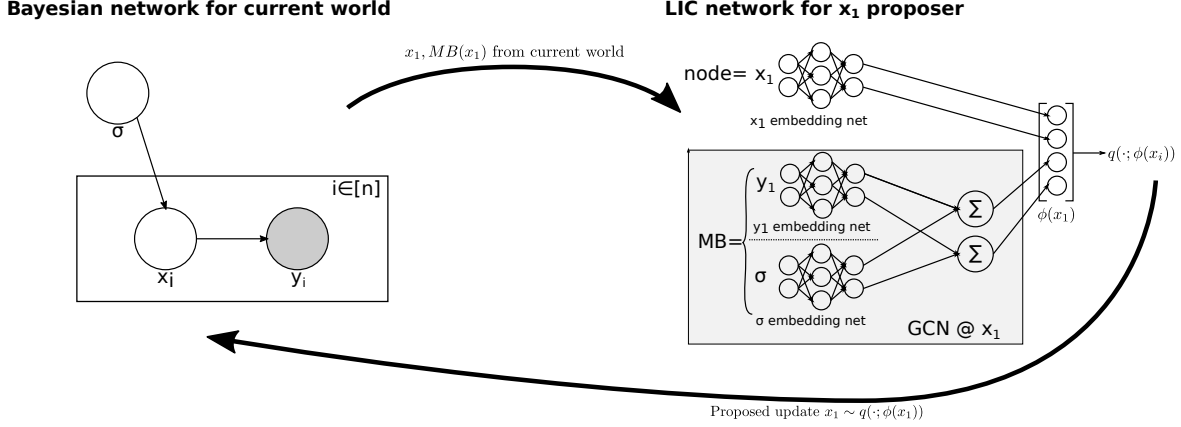 Bayesian network for current world
LIC network for x₁ proposer
x₁, MB(x₁) from current world
σ
i∈[n]
xᵢ
yᵢ
node= x₁
x₁ embedding net
MB=
y₁
y1 embedding net
σ
σ embedding net
Σ
Σ
GCN @ x₁
ϕ(x₁)
q(·; ϕ(xᵢ))
Proposed update x₁ ∼ q(·; ϕ(x₁))